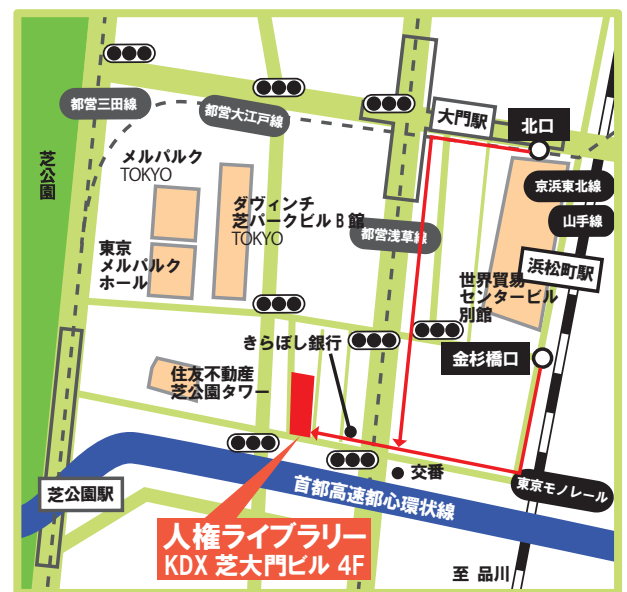 都営三田線
都営大江戸線
大門駅
北口
芝公園
メルパルク
TOKYO
ダヴィンチ
芝パークビル B 館
TOKYO
京浜東北線
山手線
都営浅草線
東京
メルパルク
ホール
浜松町駅
世界貿易
センタービル
別館
きらぼし銀行
金杉橋口
住友不動産
芝公園タワー
交番
芝公園駅
首都高速都心環状線
東京モノレール
人権ライブラリー
KDX 芝大門ビル 4F
至 品川